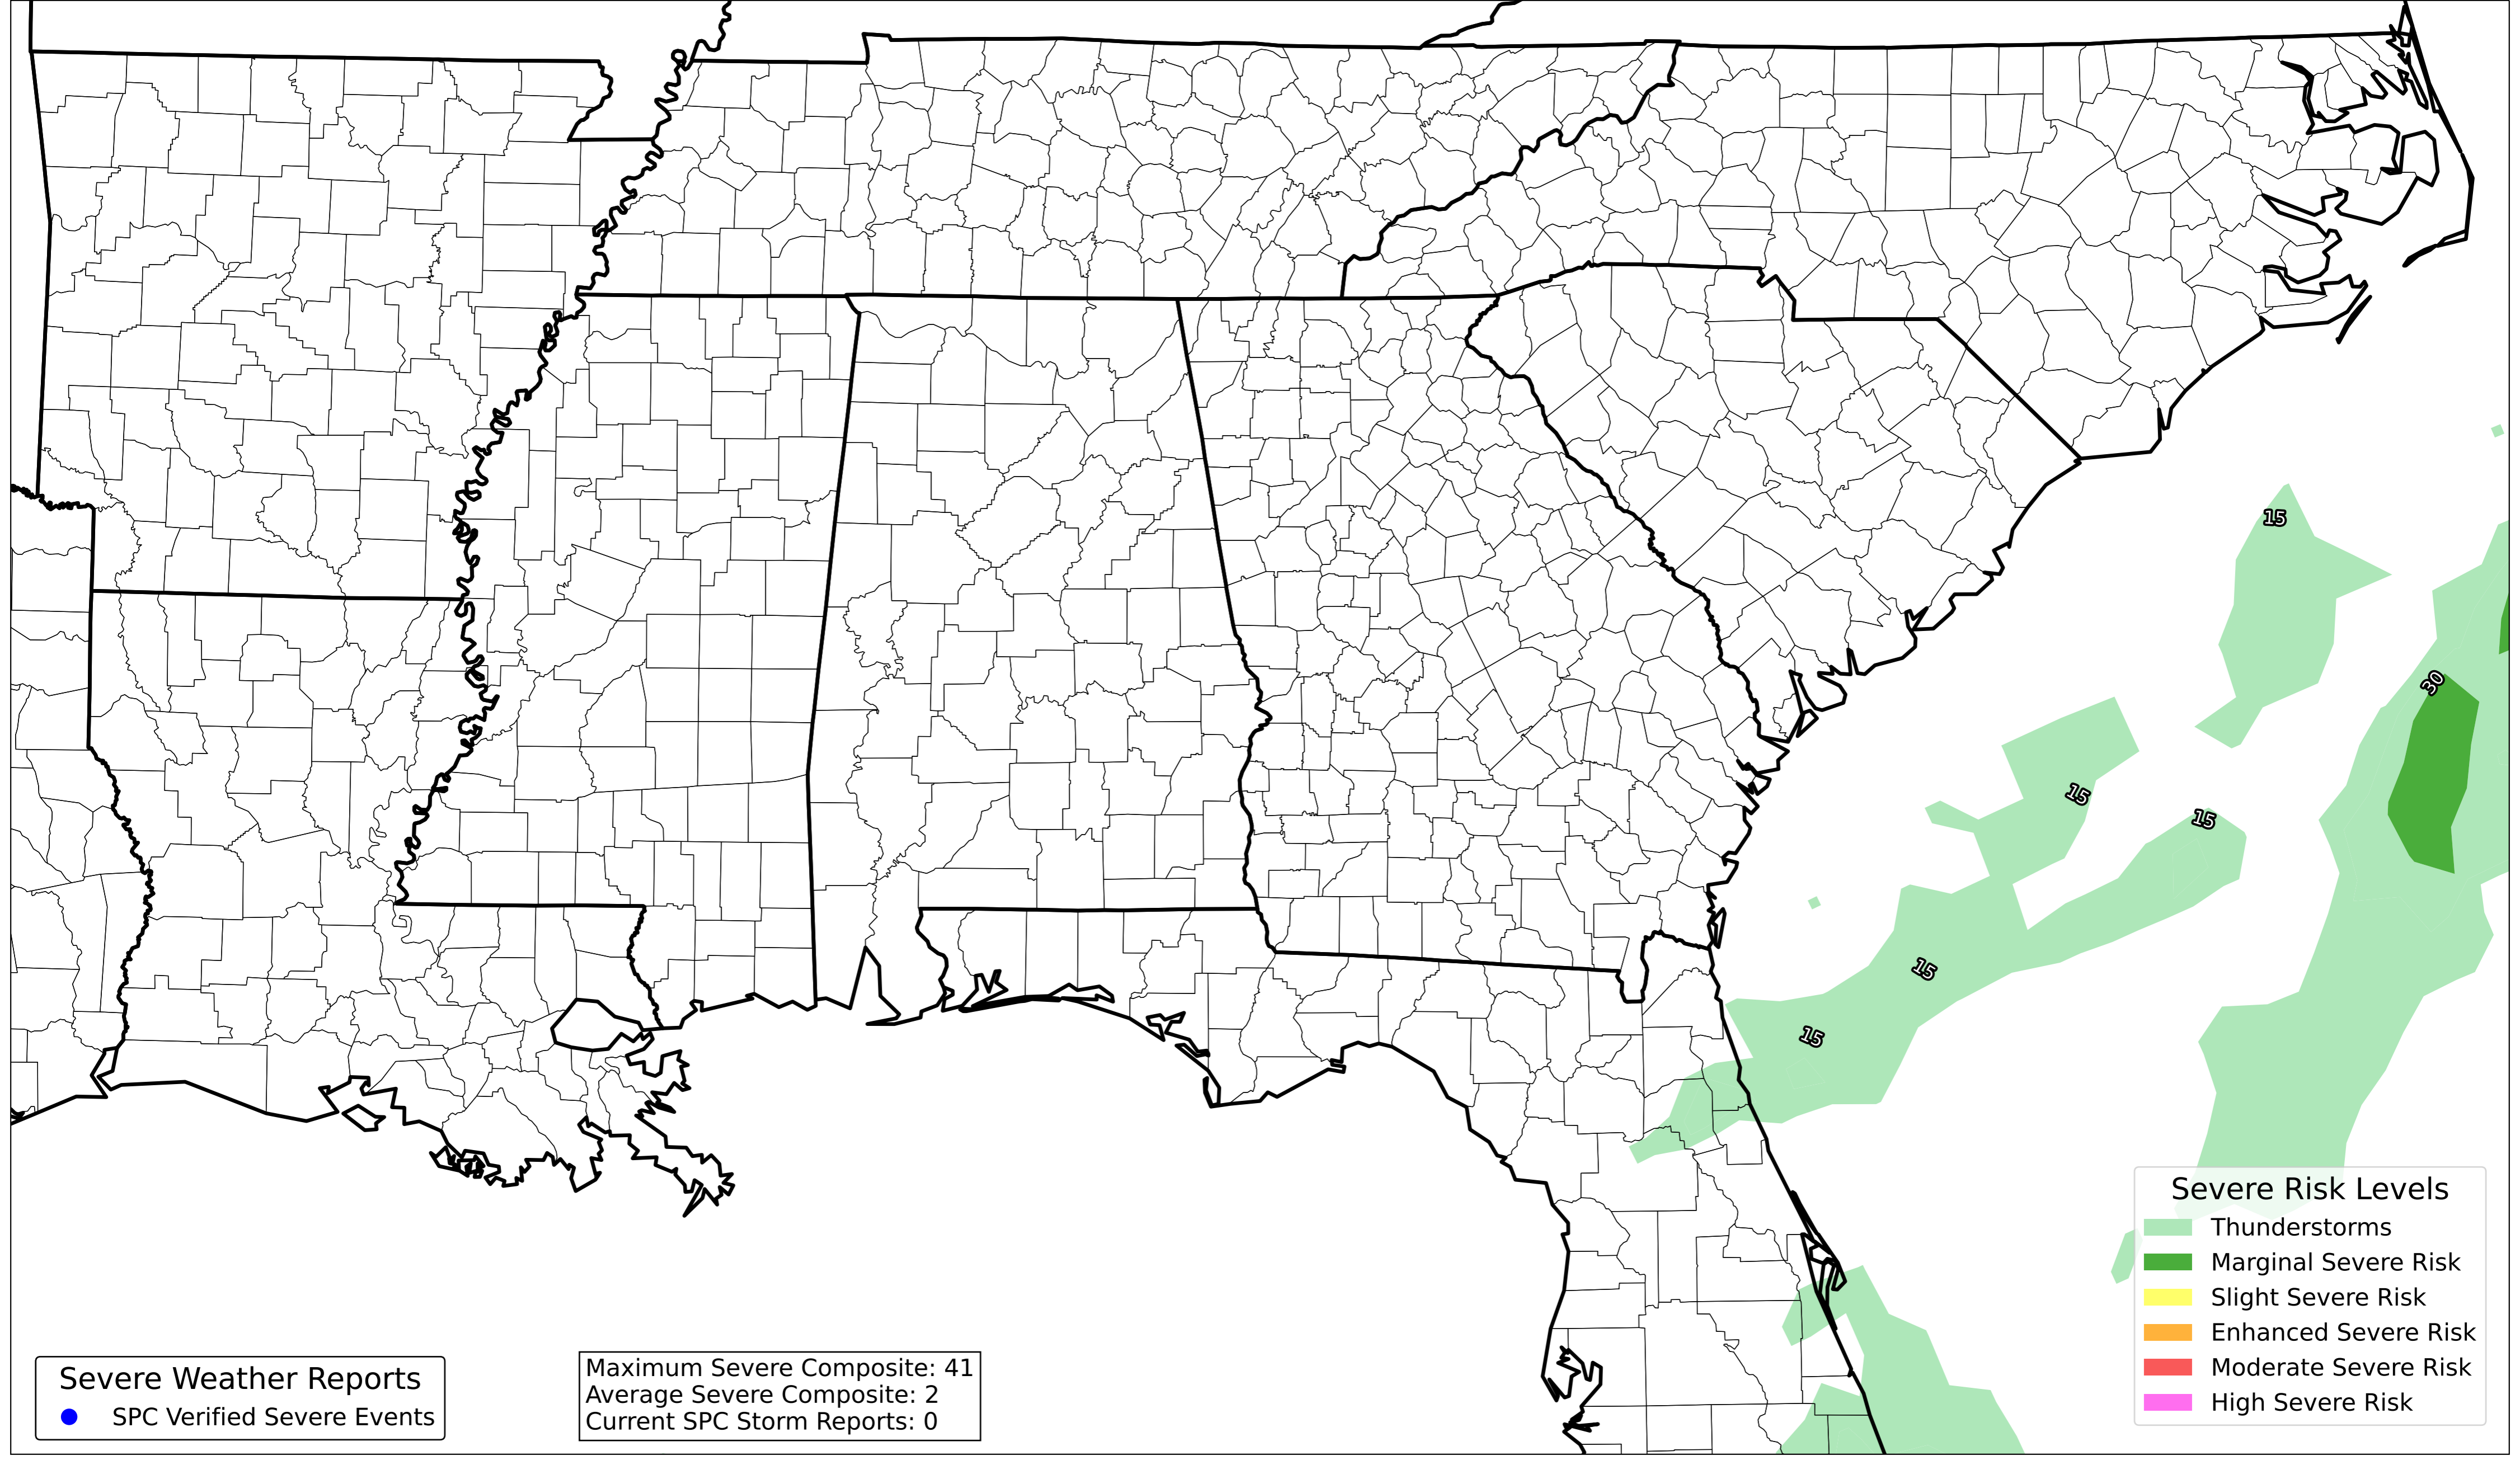 15
30
15
15
15
15
Severe Risk Levels
Thunderstorms
Marginal Severe Risk
Slight Severe Risk
Enhanced Severe Risk
Moderate Severe Risk
High Severe Risk
Severe Weather Reports
SPC Verified Severe Events
Maximum Severe Composite: 41
Average Severe Composite: 2
Current SPC Storm Reports: 0